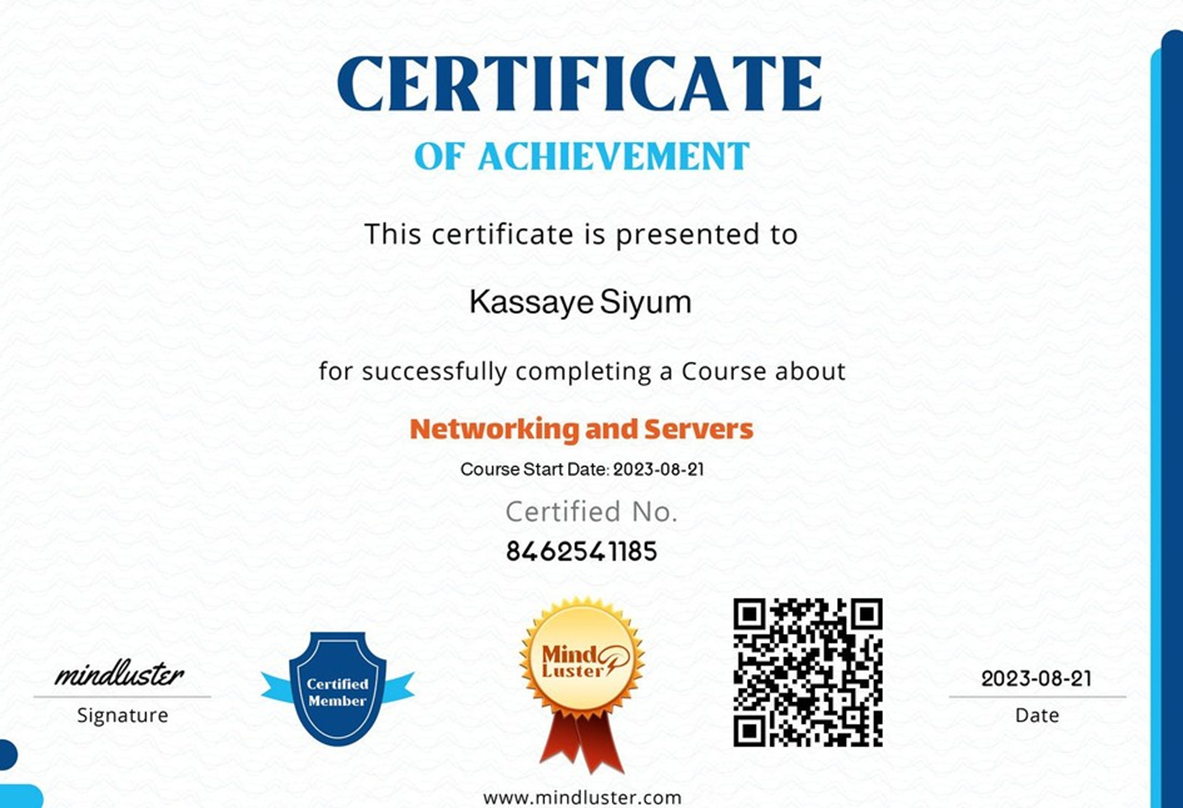 CERTIFICATE
OF ACHIEVEMENT
This certificate is presented to
Kassaye Siyum
for successfully completing a Course about
Networking and Servers
Course Start Date: 2023-08-21
Certified No.
8462541185
mindluster
Signature
Certified
Member
Mind
Luster
2023-08-21
Date
www.mindluster.com